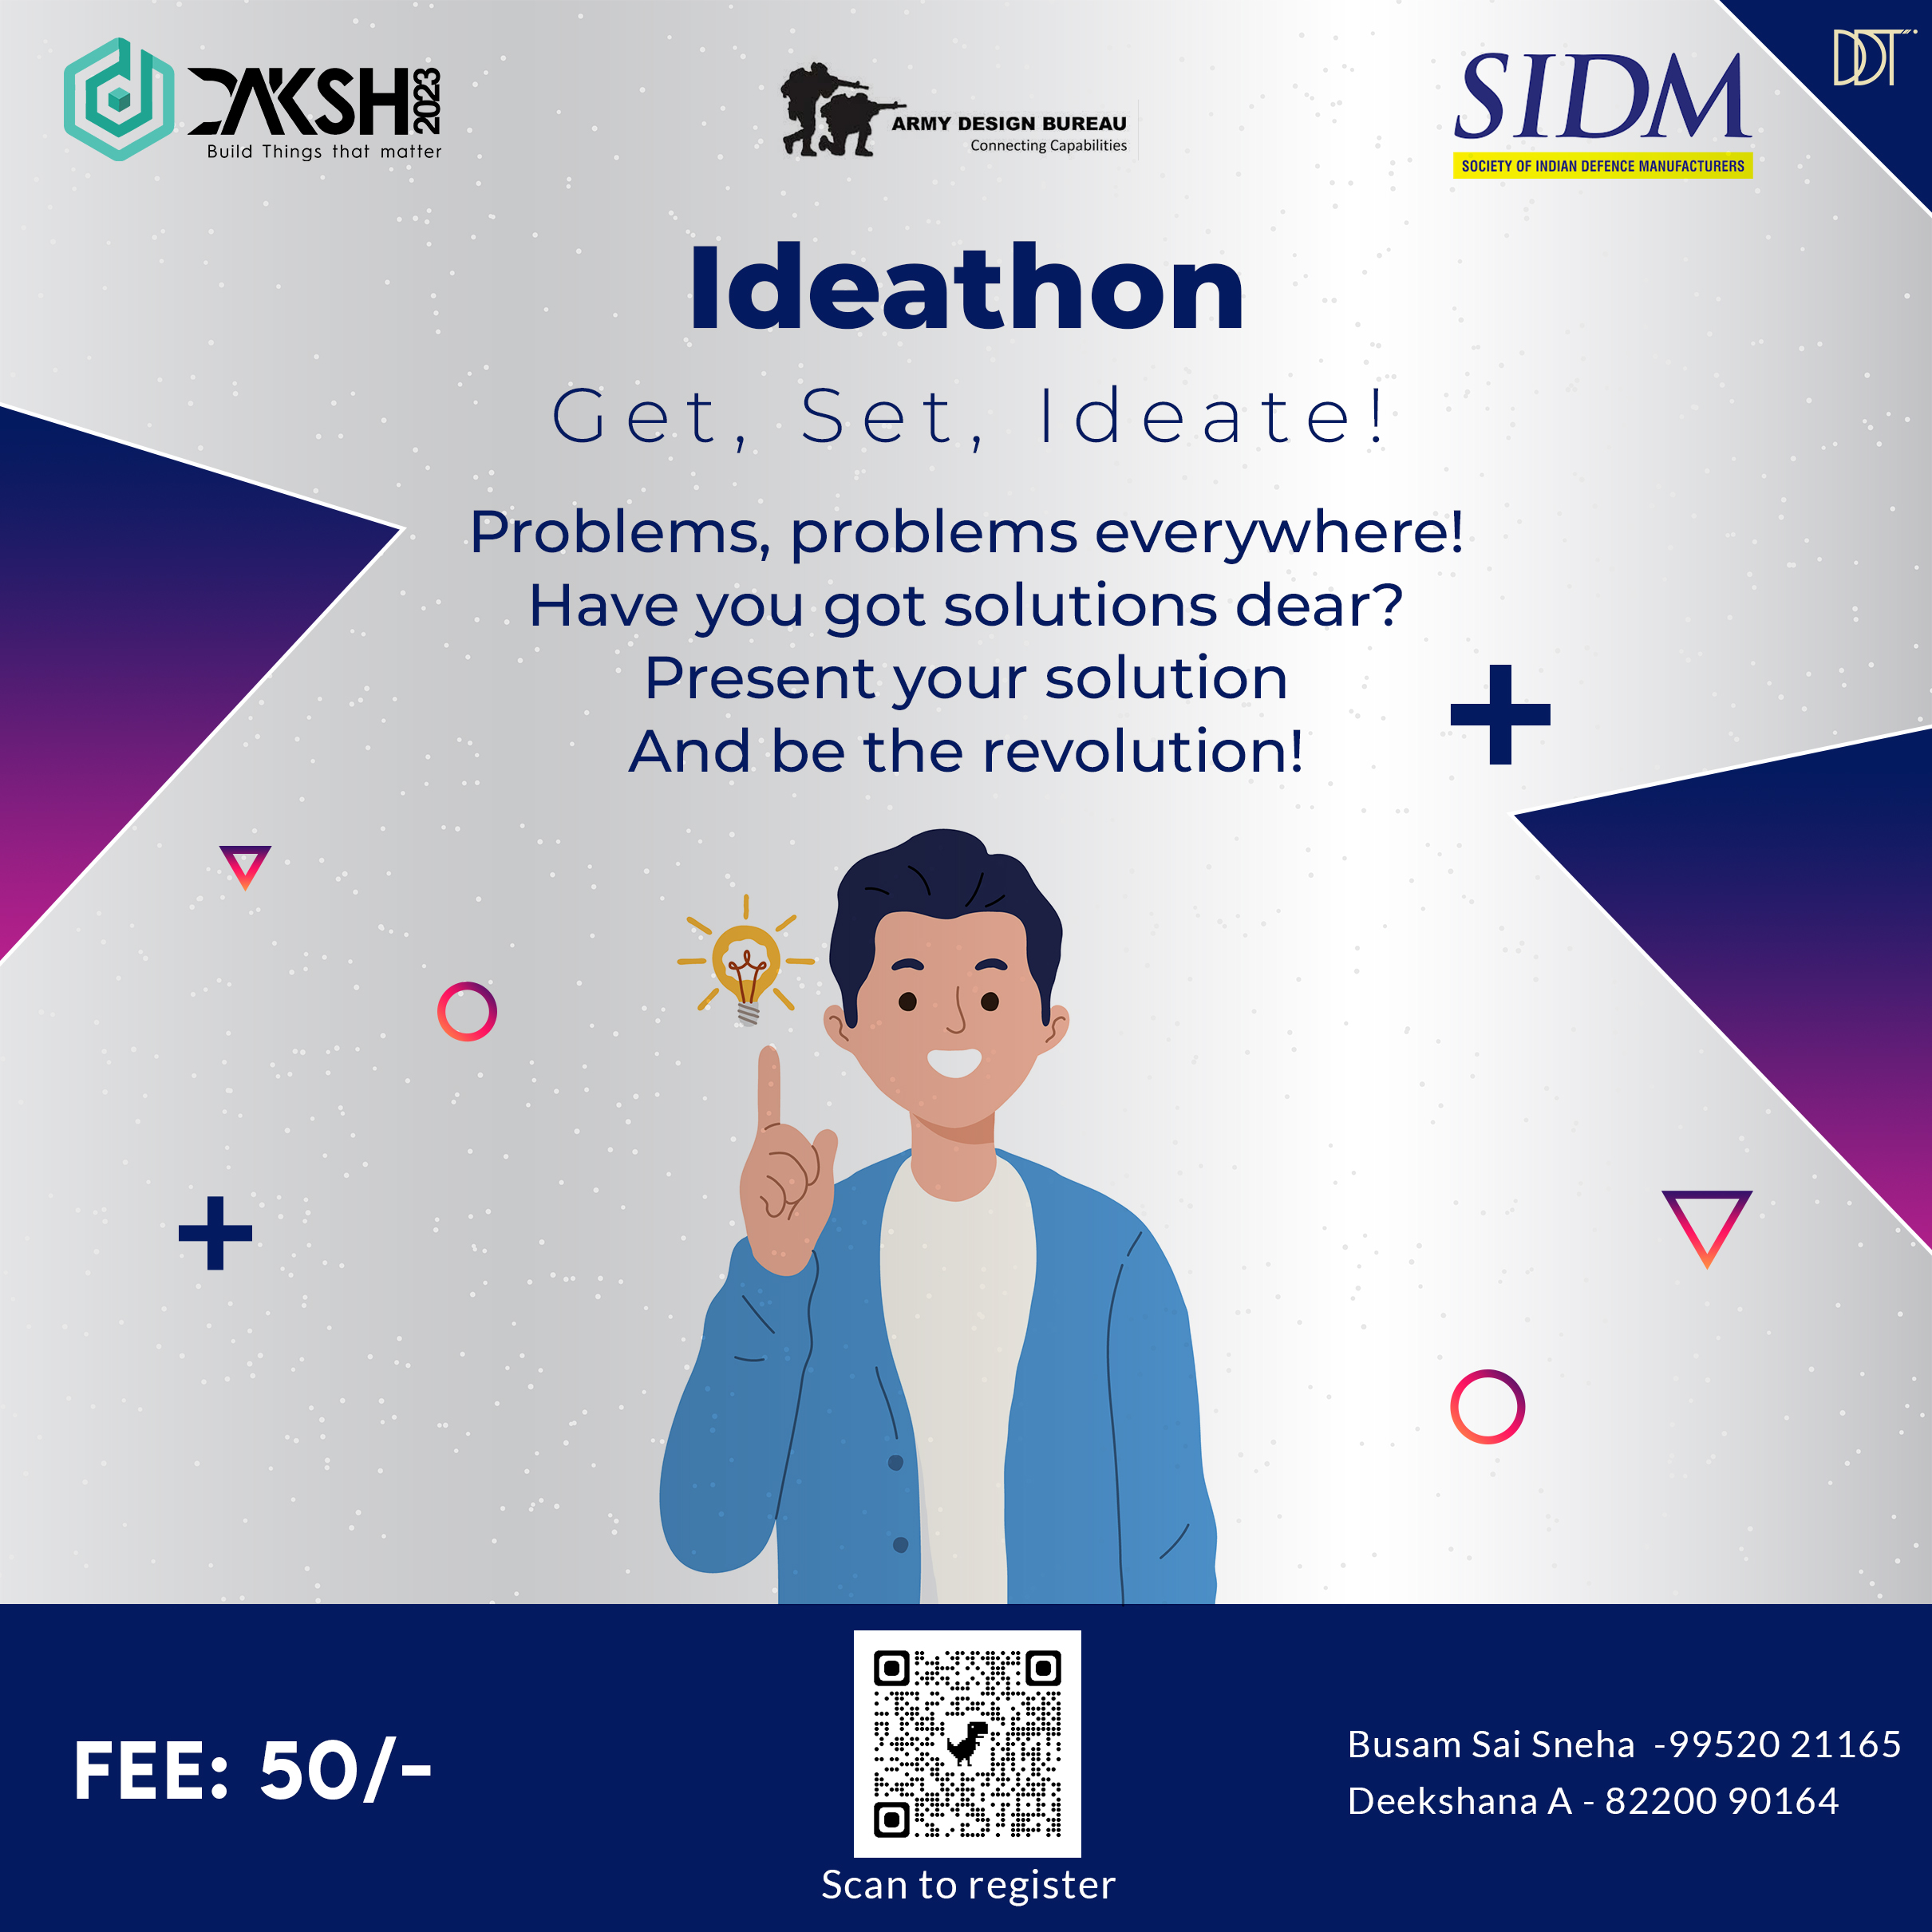 DAKSH 2023
Build Things that matter
ARMY DESIGN BUREAU
Connecting Capabilities
SIDM
SOCIETY OF INDIAN DEFENCE MANUFACTURERS
DDT
Ideathon
Get, Set, Ideate!
Problems, problems everywhere!
Have you got solutions dear?
Present your solution
And be the revolution!
FEE: 50/-
Scan to register
Busam Sai Sneha -99520 21165
Deekshana A - 82200 90164